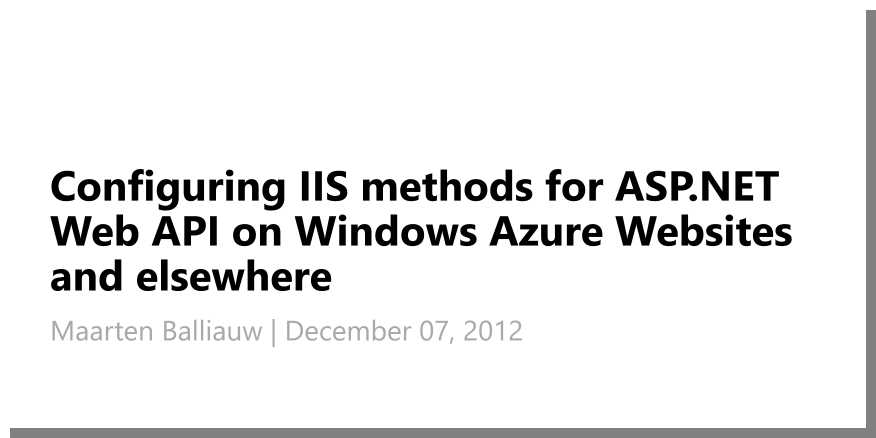 Configuring IIS methods for ASP.NET
Web API on Windows Azure Websites
and elsewhere
Maarten Balliauw | December 07, 2012